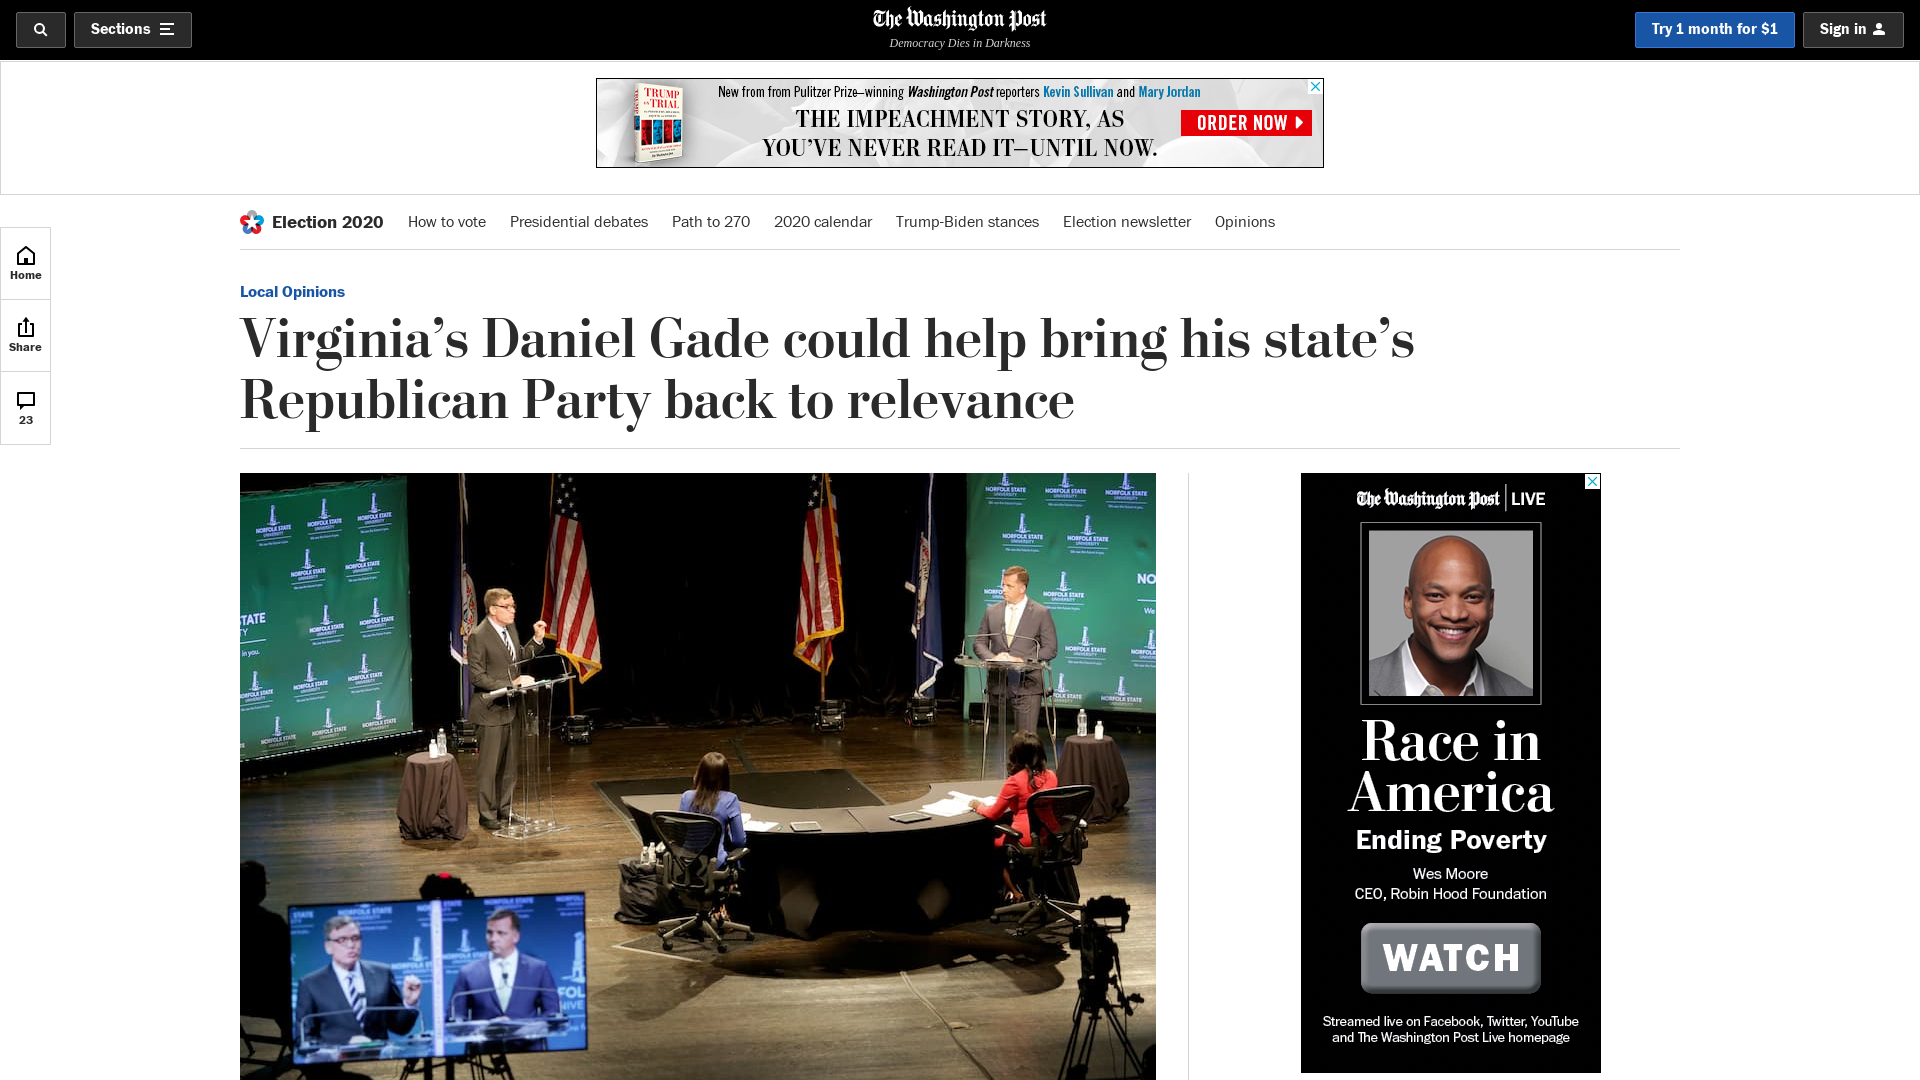 Sections
The Washington Post
Democracy Dies in Darkness
Try 1 month for $1
Sign in
New from from Pulitzer Prize–winning Washington Post reporters Kevin Sullivan and Mary Jordan
TRUMP
ON TRIAL
THE IMPEACHMENT STORY, AS
YOU’VE NEVER READ IT—UNTIL NOW.
ORDER NOW
Election 2020
How to vote
Presidential debates
Path to 270
2020 calendar
Trump-Biden stances
Election newsletter
Opinions
Home
Share
23
Local Opinions
Virginia’s Daniel Gade could help bring his state’s
Republican Party back to relevance
NORFOLK STATE
UNIVERSITY
The Washington Post LIVE
Race in
America
Ending Poverty
Wes Moore
CEO, Robin Hood Foundation
WATCH
Streamed live on Facebook, Twitter, YouTube
and The Washington Post Live homepage